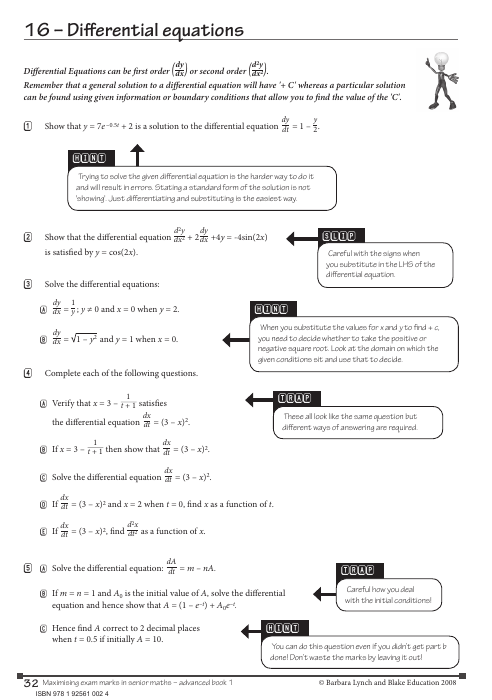 16 – Differential equations
Differential Equations can be first order (dy/dx) or second order (d²y/dx²).
Remember that a general solution to a differential equation will have '+ C' whereas a particular solution
can be found using given information or boundary conditions that allow you to find the value of the 'C'.
1 Show that y = 7e^–0.5t + 2 is a solution to the differential equation dy/dt = 1 – y/2.
HINT
Trying to solve the given differential equation is the harder way to do it
and will result in errors. Stating a standard form of the solution is not
'showing'. Just differentiating and substituting is the easiest way.
2 Show that the differential equation d²y/dx² + 2dy/dx +4y = -4sin(2x)
is satisfied by y = cos(2x).
SLIP
Careful with the signs when
you substitute in the LHS of the
differential equation.
3 Solve the differential equations:
A dy/dx = 1/y ; y ≠ 0 and x = 0 when y = 2.
B dy/dx = √1 – y² and y = 1 when x = 0.
HINT
When you substitute the values for x and y to find + c,
you need to decide whether to take the positive or
negative square root. Look at the domain on which the
given conditions sit and use that to decide.
4 Complete each of the following questions.
A Verify that x = 3 – 1/(t + 1) satisfies
the differential equation dx/dt = (3 – x)².
TRAP
These all look like the same question but
different ways of answering are required.
B If x = 3 – 1/(t + 1) then show that dx/dt = (3 – x)².
C Solve the differential equation dx/dt = (3 – x)².
D If dx/dt = (3 – x)² and x = 2 when t = 0, find x as a function of t.
E If dx/dt = (3 – x)², find d²x/dt² as a function of x.
5 A Solve the differential equation: dA/dt = m – nA.
B If m = n = 1 and A₀ is the initial value of A, solve the differential
equation and hence show that A = (1 – e^–t) + A₀e^–t.
TRAP
Careful how you deal
with the initial conditions!
C Hence find A correct to 2 decimal places
when t = 0.5 if initially A = 10.
HINT
You can do this question even if you didn't get part b
done! Don't waste the marks by leaving it out!
32 Maximising exam marks in senior maths – advanced book 1
© Barbara Lynch and Blake Education 2008
ISBN 978 1 92561 002 4